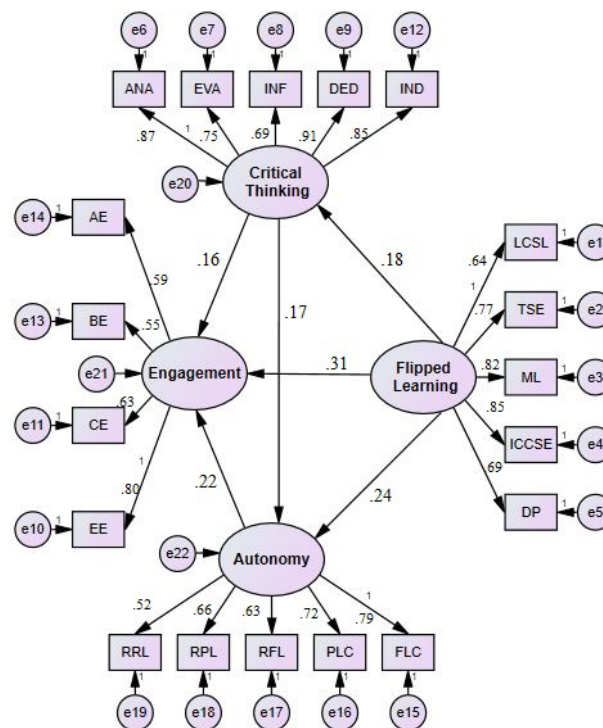 e6 e7 e8 e9 e12
1 1 1 1 1
ANA EVA INF DED IND
.87 1 .75 .69 .91 .85
e20
Critical
Thinking
e14 1 AE
.59
e13 1 BE
.55
e21
Engagement
e11 1 CE
.63
e10 1 EE
1
.80
.16
.17
.18
.31
.22
.24
Flipped
Learning
.64
1
LCSL 1 e1
.77
TSE 1 e2
.82
ML 1 e3
.85
ICCSE 1 e4
.69
DP 1 e5
e22
Autonomy
.52 .66 .63 .72 1 .79
RRL RPL RFL PLC FLC
1 1 1 1 1
e19 e18 e17 e16 e15